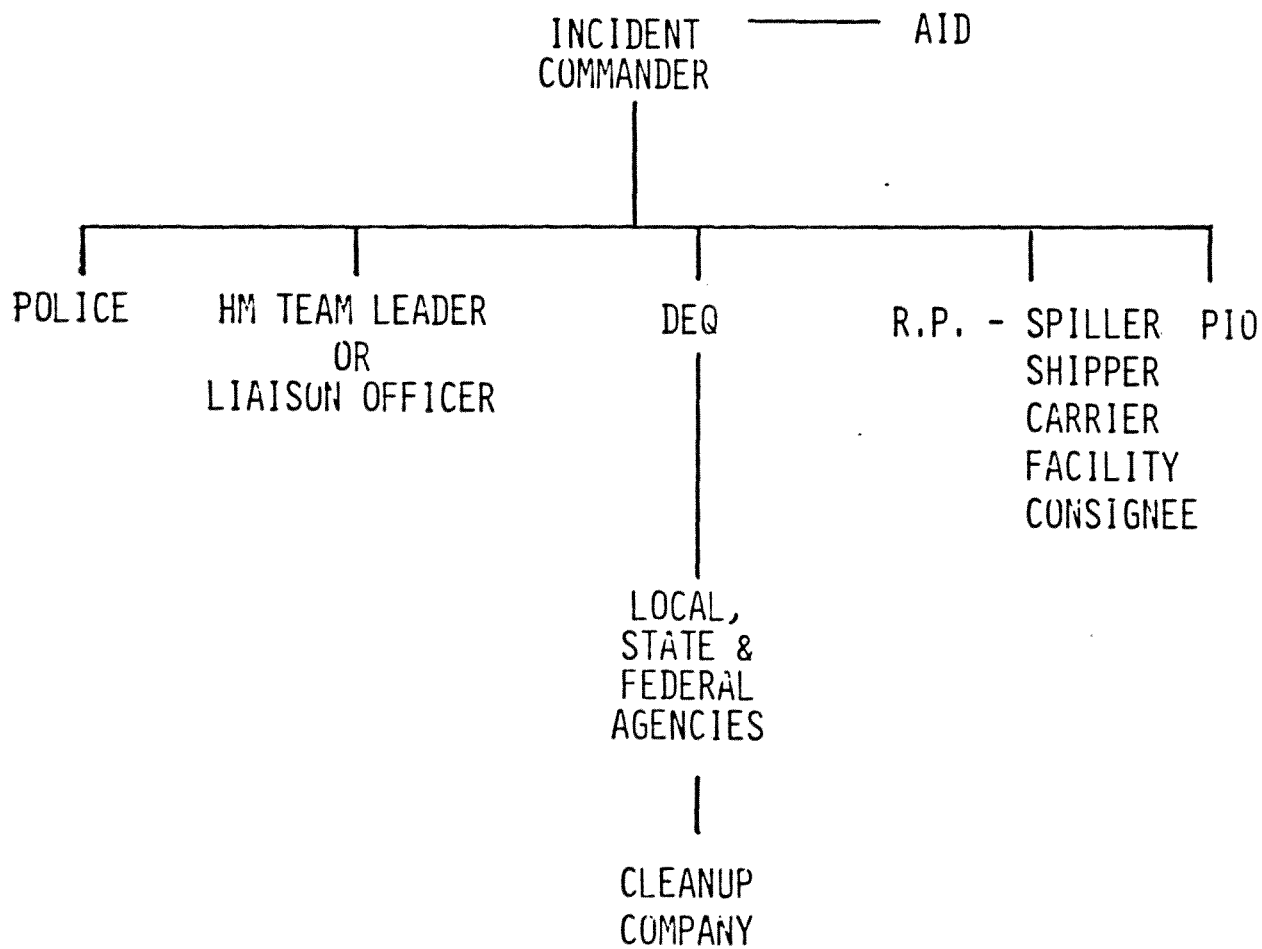 INCIDENT
COMMANDER
AID
POLICE
HM TEAM LEADER
OR
LIAISON OFFICER
DEQ
R.P. - SPILLER
SHIPPER
CARRIER
FACILITY
CONSIGNEE
PIO
LOCAL,
STATE &
FEDERAL
AGENCIES
CLEANUP
COMPANY